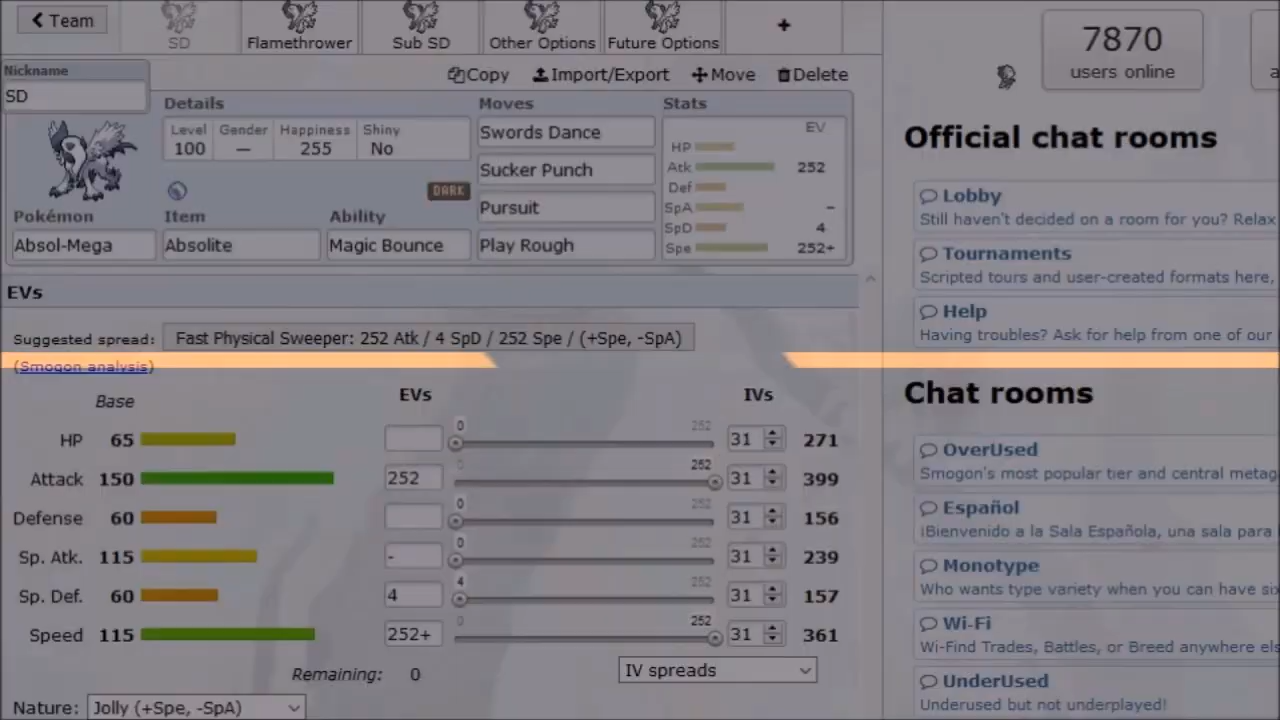 Team
SD
Flamethrower
Sub SD
Other Options
Future Options
+
Copy
Import/Export
Move
Delete
Nickname
SD
Details
Level
100
Gender
—
Happiness
255
Shiny
No
DARK
Pokémon
Absol-Mega
Item
Absolite
Ability
Magic Bounce
Moves
Swords Dance
Sucker Punch
Pursuit
Play Rough
Stats
EV
HP
Atk 252
Def
SpA –
SpD 4
Spe 252+
EVs
Suggested spread: Fast Physical Sweeper: 252 Atk / 4 SpD / 252 Spe / (+Spe, -SpA)
(Smogon analysis)
Base EVs IVs
HP 65 0 252 31 271
Attack 150 252 0 252 31 399
Defense 60 0 252 31 156
Sp. Atk. 115 - 0 252 31 239
Sp. Def. 60 4 4 252 31 157
Speed 115 252+ 0 252 31 361
Remaining: 0
IV spreads
Nature: Jolly (+Spe, -SpA)
7870
users online
Official chat rooms
Lobby
Still haven't decided on a room for you? Relax
Tournaments
Scripted tours and user-created formats here,
Help
Having troubles? Ask for help from one of our
Chat rooms
OverUsed
Smogon's most popular tier and central metag
Español
¡Bienvenido a la Sala Española, una sala para
Monotype
Who wants type variety when you can have six
Wi-Fi
Wi-Find Trades, Battles, or Breed anywhere els
UnderUsed
Underused but not underplayed!